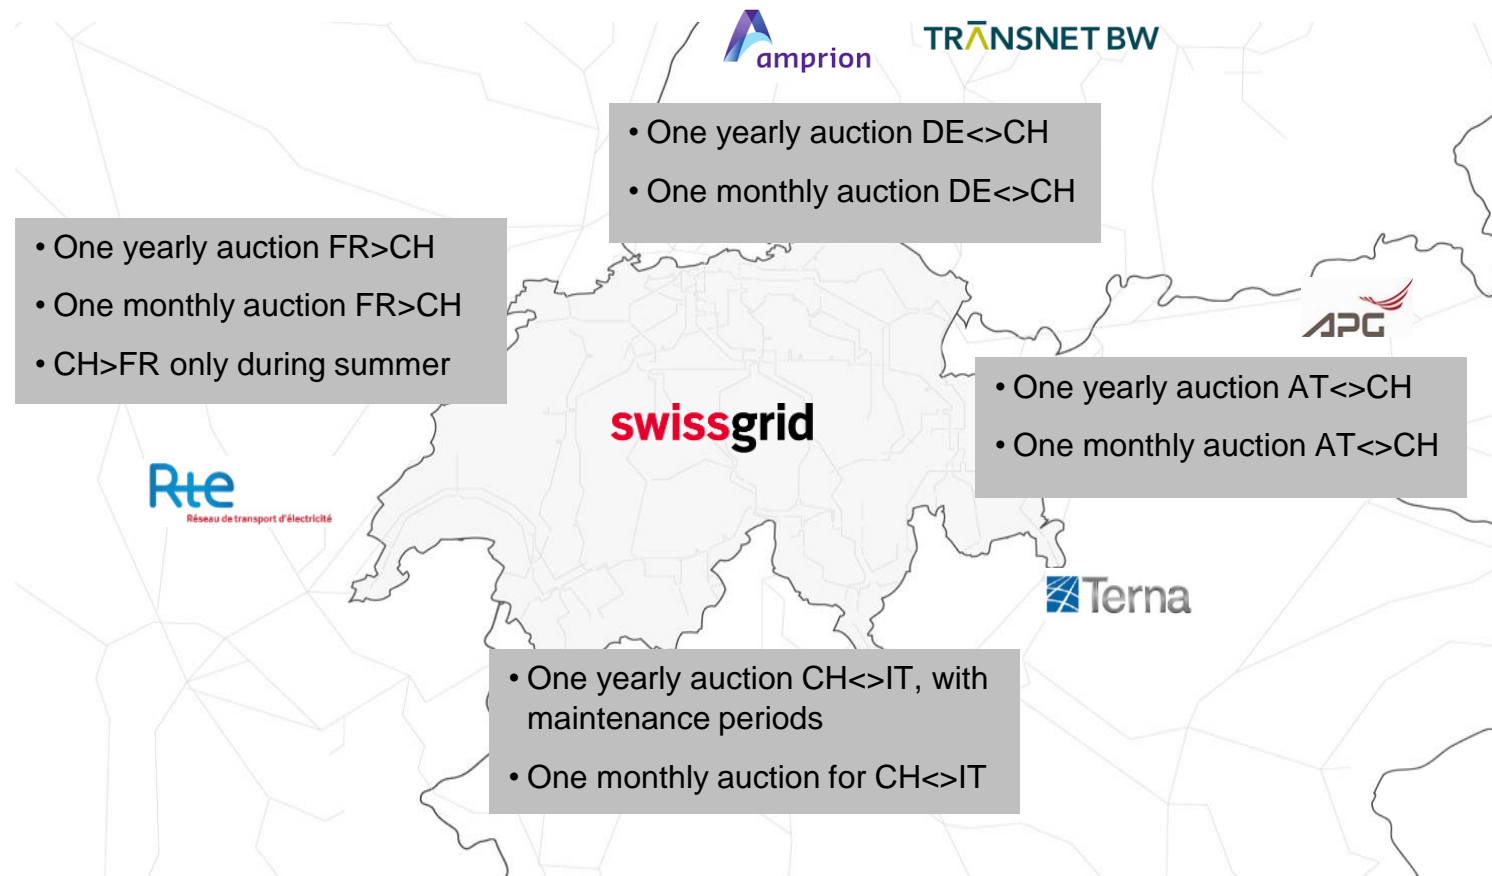 amprion
TRANSNET BW
• One yearly auction DE<>CH
• One monthly auction DE<>CH
• One yearly auction FR>CH
• One monthly auction FR>CH
• CH>FR only during summer
APG
• One yearly auction AT<>CH
• One monthly auction AT<>CH
swissgrid
Rte
Réseau de transport d'électricité
Terna
• One yearly auction CH<>IT, with
maintenance periods
• One monthly auction for CH<>IT